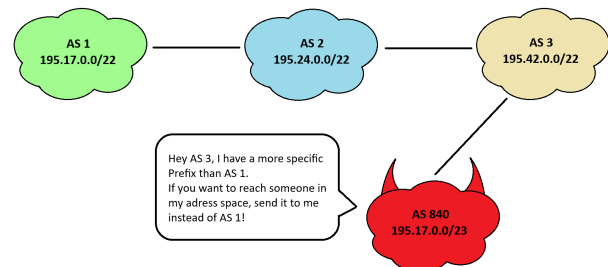 AS 1
195.17.0.0/22
AS 2
195.24.0.0/22
AS 3
195.42.0.0/22
Hey AS 3, I have a more specific
Prefix than AS 1.
If you want to reach someone in
my adress space, send it to me
instead of AS 1!
AS 840
195.17.0.0/23